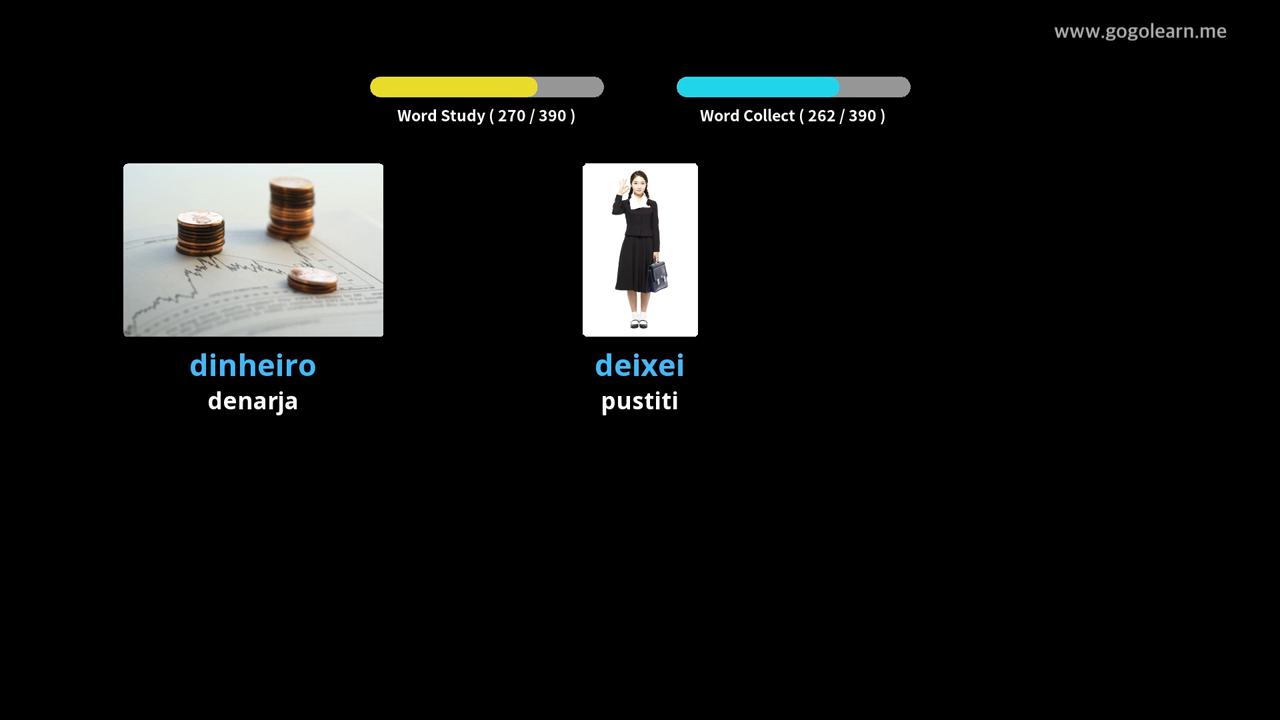 www.gogolearn.me
Word Study ( 270 / 390 )
Word Collect ( 262 / 390 )
dinheiro
denarja
deixei
pustiti